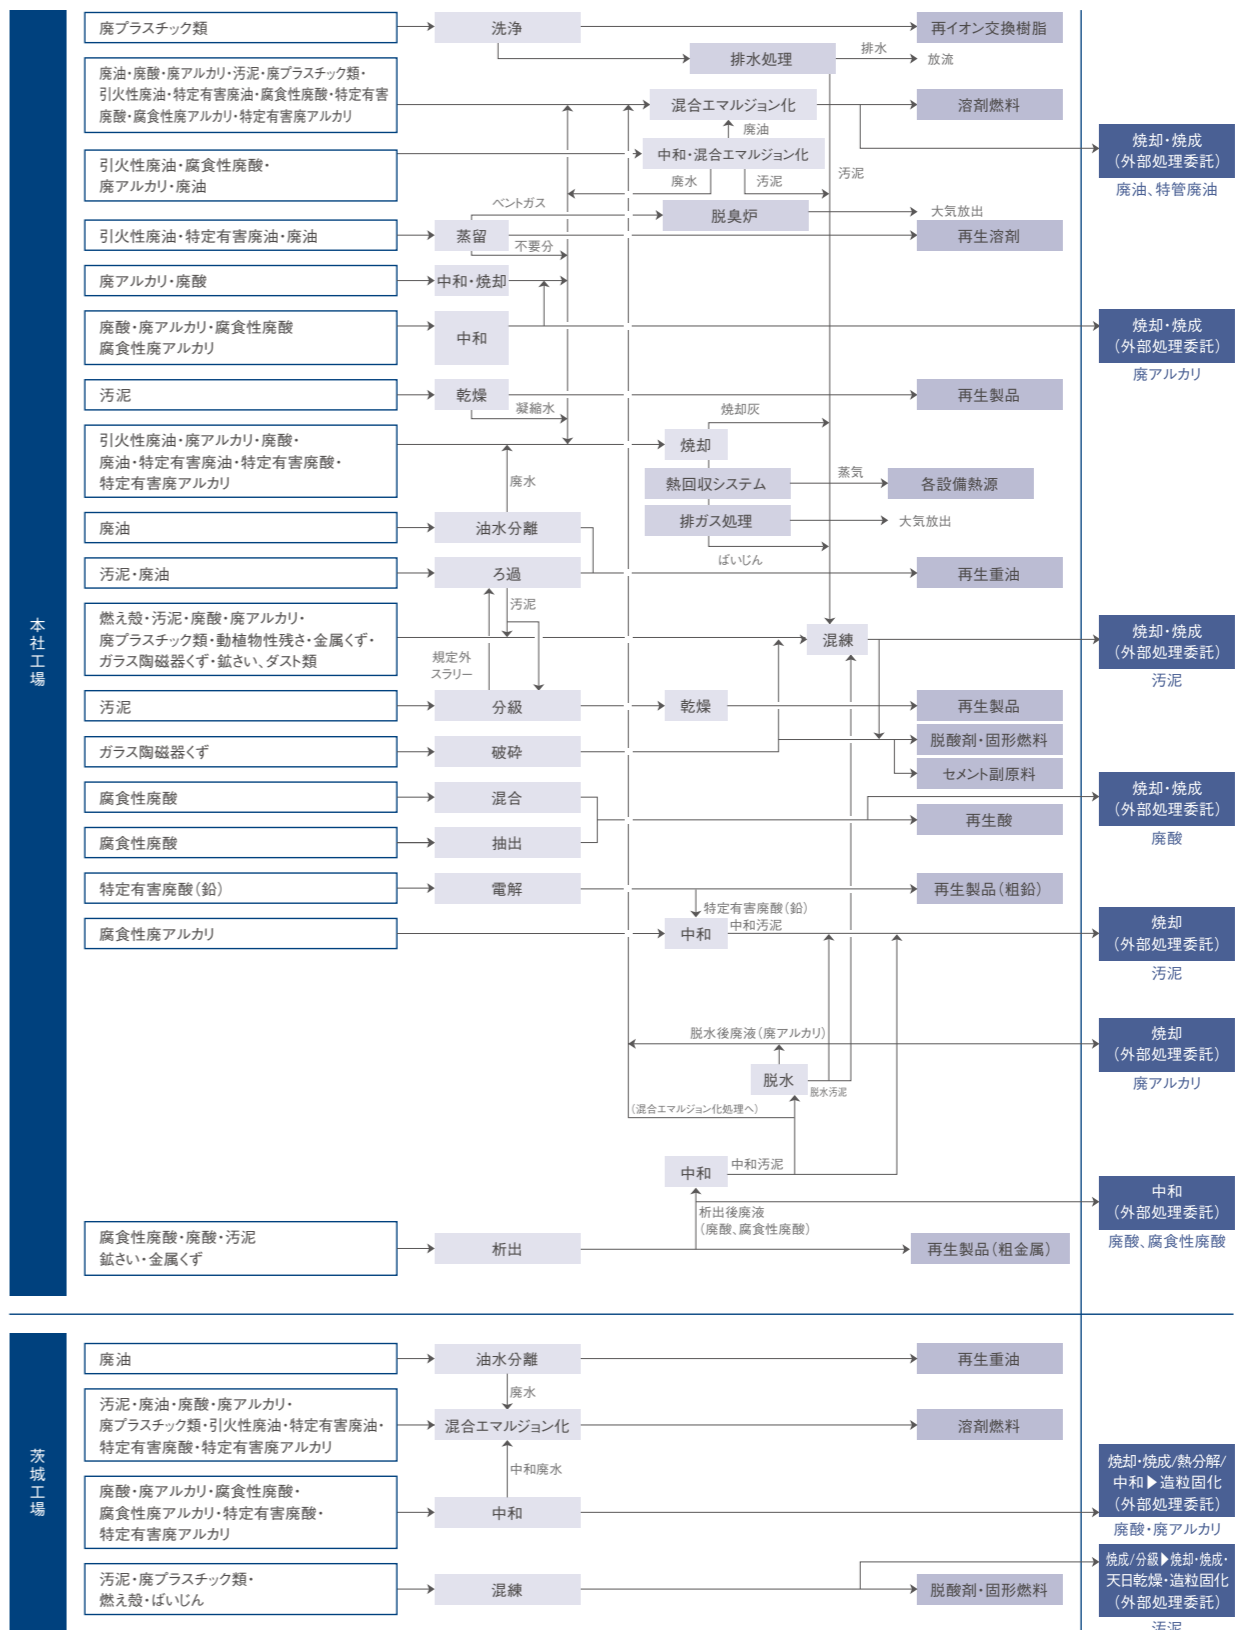 本社工場
廃プラスチック類
洗浄
再イオン交換樹脂
排水処理
排水
放流
廃油・廃酸・廃アルカリ・汚泥・廃プラスチック類・
引火性廃油・特定有害廃油・腐食性廃酸・特定有害
廃酸・腐食性廃アルカリ・特定有害廃アルカリ
混合エマルジョン化
溶剤燃料
廃油
焼却・焼成
（外部処理委託）
廃油、特管廃油
引火性廃油・腐食性廃酸・
廃アルカリ・廃油
中和・混合エマルジョン化
廃水
汚泥
汚泥
ベントガス
脱臭炉
大気放出
引火性廃油・特定有害廃油・廃油
蒸留
不要分
再生溶剤
廃アルカリ・廃酸
中和・焼却
廃酸・廃アルカリ・腐食性廃酸
腐食性廃アルカリ
中和
焼却・焼成
（外部処理委託）
廃アルカリ
汚泥
乾燥
凝縮水
再生製品
焼却灰
引火性廃油・廃アルカリ・廃酸・
廃油・特定有害廃油・特定有害廃酸・
特定有害廃アルカリ
焼却
廃水
熱回収システム
蒸気
各設備熱源
廃油
油水分離
排ガス処理
大気放出
ばいじん
汚泥・廃油
ろ過
再生重油
汚泥
燃え殻・汚泥・廃酸・廃アルカリ・
廃プラスチック類・動植物性残さ・金属くず・
ガラス陶磁器くず・鉱さい、ダスト類
混練
規定外
スラリー
焼却・焼成
（外部処理委託）
汚泥
汚泥
分級
乾燥
再生製品
ガラス陶磁器くず
破砕
脱酸剤・固形燃料
セメント副原料
腐食性廃酸
混合
焼却・焼成
（外部処理委託）
廃酸
再生酸
腐食性廃酸
抽出
特定有害廃酸（鉛）
電解
再生製品（粗鉛）
特定有害廃酸（鉛）
腐食性廃アルカリ
中和
中和汚泥
焼却
（外部処理委託）
汚泥
脱水後廃液（廃アルカリ）
焼却
（外部処理委託）
廃アルカリ
脱水
脱水汚泥
（混合エマルジョン化処理へ）
中和
中和汚泥
中和
（外部処理委託）
廃酸、腐食性廃酸
析出後廃液
（廃酸、腐食性廃酸）
腐食性廃酸・廃酸・汚泥
鉱さい・金属くず
析出
再生製品（粗金属）
茨城工場
廃油
油水分離
再生重油
廃水
汚泥・廃油・廃酸・廃アルカリ・
廃プラスチック類・引火性廃油・特定有害廃油・
特定有害廃酸・特定有害廃アルカリ
混合エマルジョン化
溶剤燃料
中和廃水
廃酸・廃アルカリ・腐食性廃酸・
腐食性廃アルカリ・特定有害廃酸・
特定有害廃アルカリ
中和
焼却・焼成/熱分解/
中和▶造粒固化
（外部処理委託）
廃酸・廃アルカリ
汚泥・廃プラスチック類・
燃え殻・ばいじん
混練
脱酸剤・固形燃料
焼成/分級▶焼却・焼成・
天日乾燥・造粒固化
（外部処理委託）
汚泥